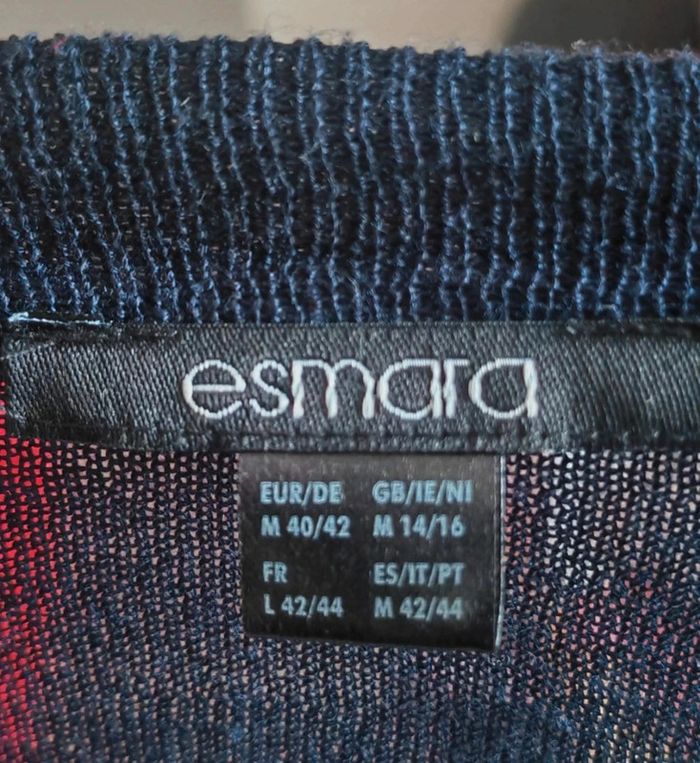 esmara
EUR/DE GB/IE/NI
M 40/42 M 14/16
FR ES/IT/PT
L 42/44 M 42/44